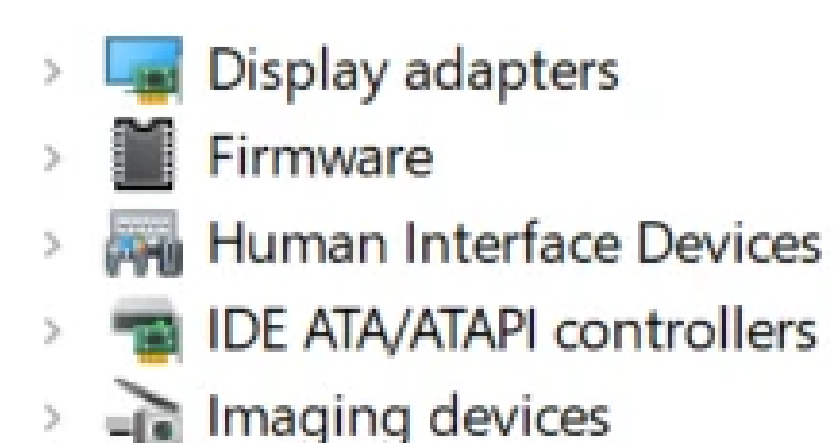 Display adapters
Firmware
Human Interface Devices
IDE ATA/ATAPI controllers
Imaging devices